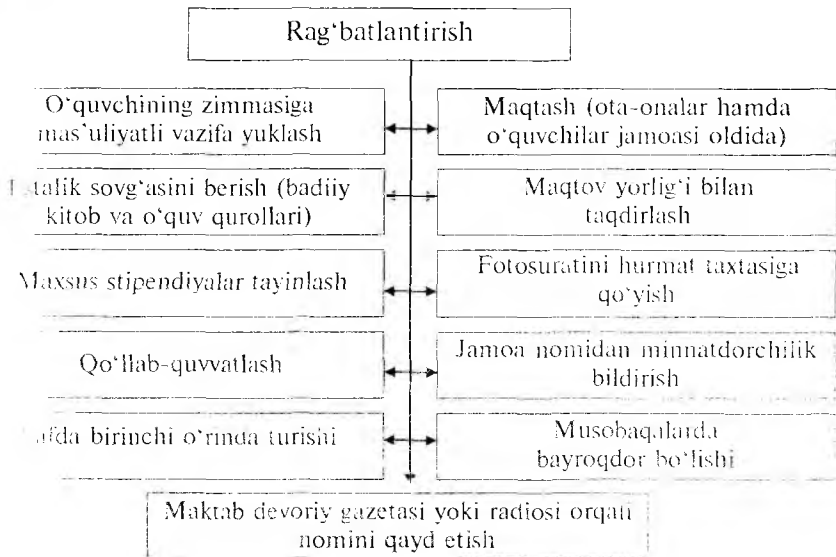 Rag‘batlantirish
O‘quvchining zimmasiga
mas'uliyatli vazifa yuklash
Maqtash (ota-onalar hamda
o‘quvchilar jamoasi oldida)
sovg‘asini berish (badiiy
kitob va o‘quv qurollari)
Maqtov yorlig‘i bilan
taqdirlash
Maxsus stipendiyalar tayinlash
Fotosuratini hurmat taxtasiga
qo‘yish
Qo‘llab-quvvatlash
Jamoa nomidan minnatdorchilik
bildirish
birinchi o‘rinda turishi
Musobaqalarda
bayroqdor bo‘lishi
Maktab devoriy gazetasi yoki radiosi orqali
nomini qayd etish